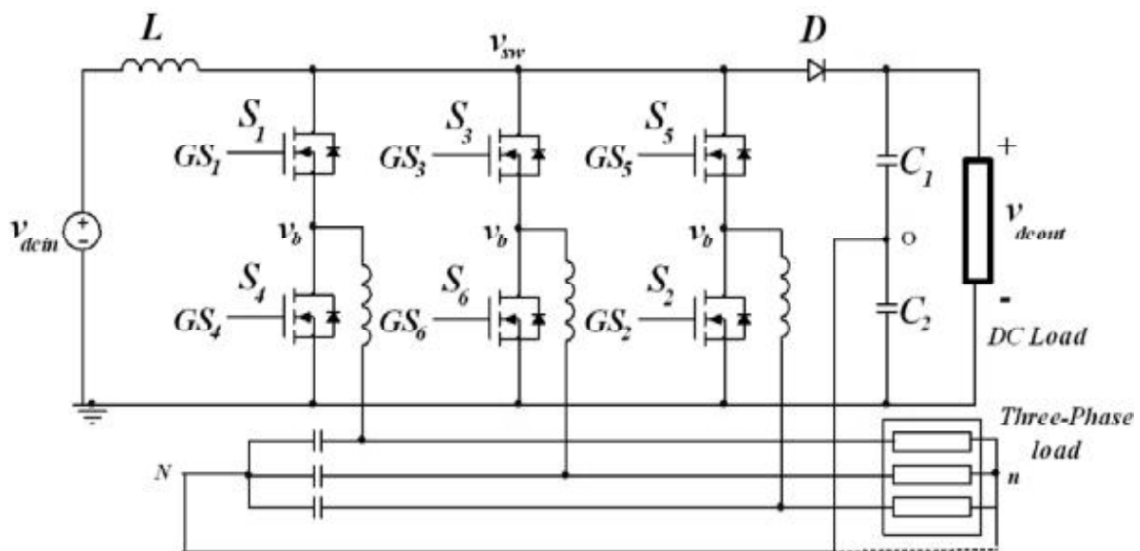 L
v_sw
D
S_1
S_3
S_5
GS_1
GS_3
GS_5
C_1
+
v_dcin
+
-
v_b
v_b
v_b
O
v_dcout
S_4
S_6
S_2
GS_4
GS_6
GS_2
C_2
-
DC Load
Three-Phase
load
N
n